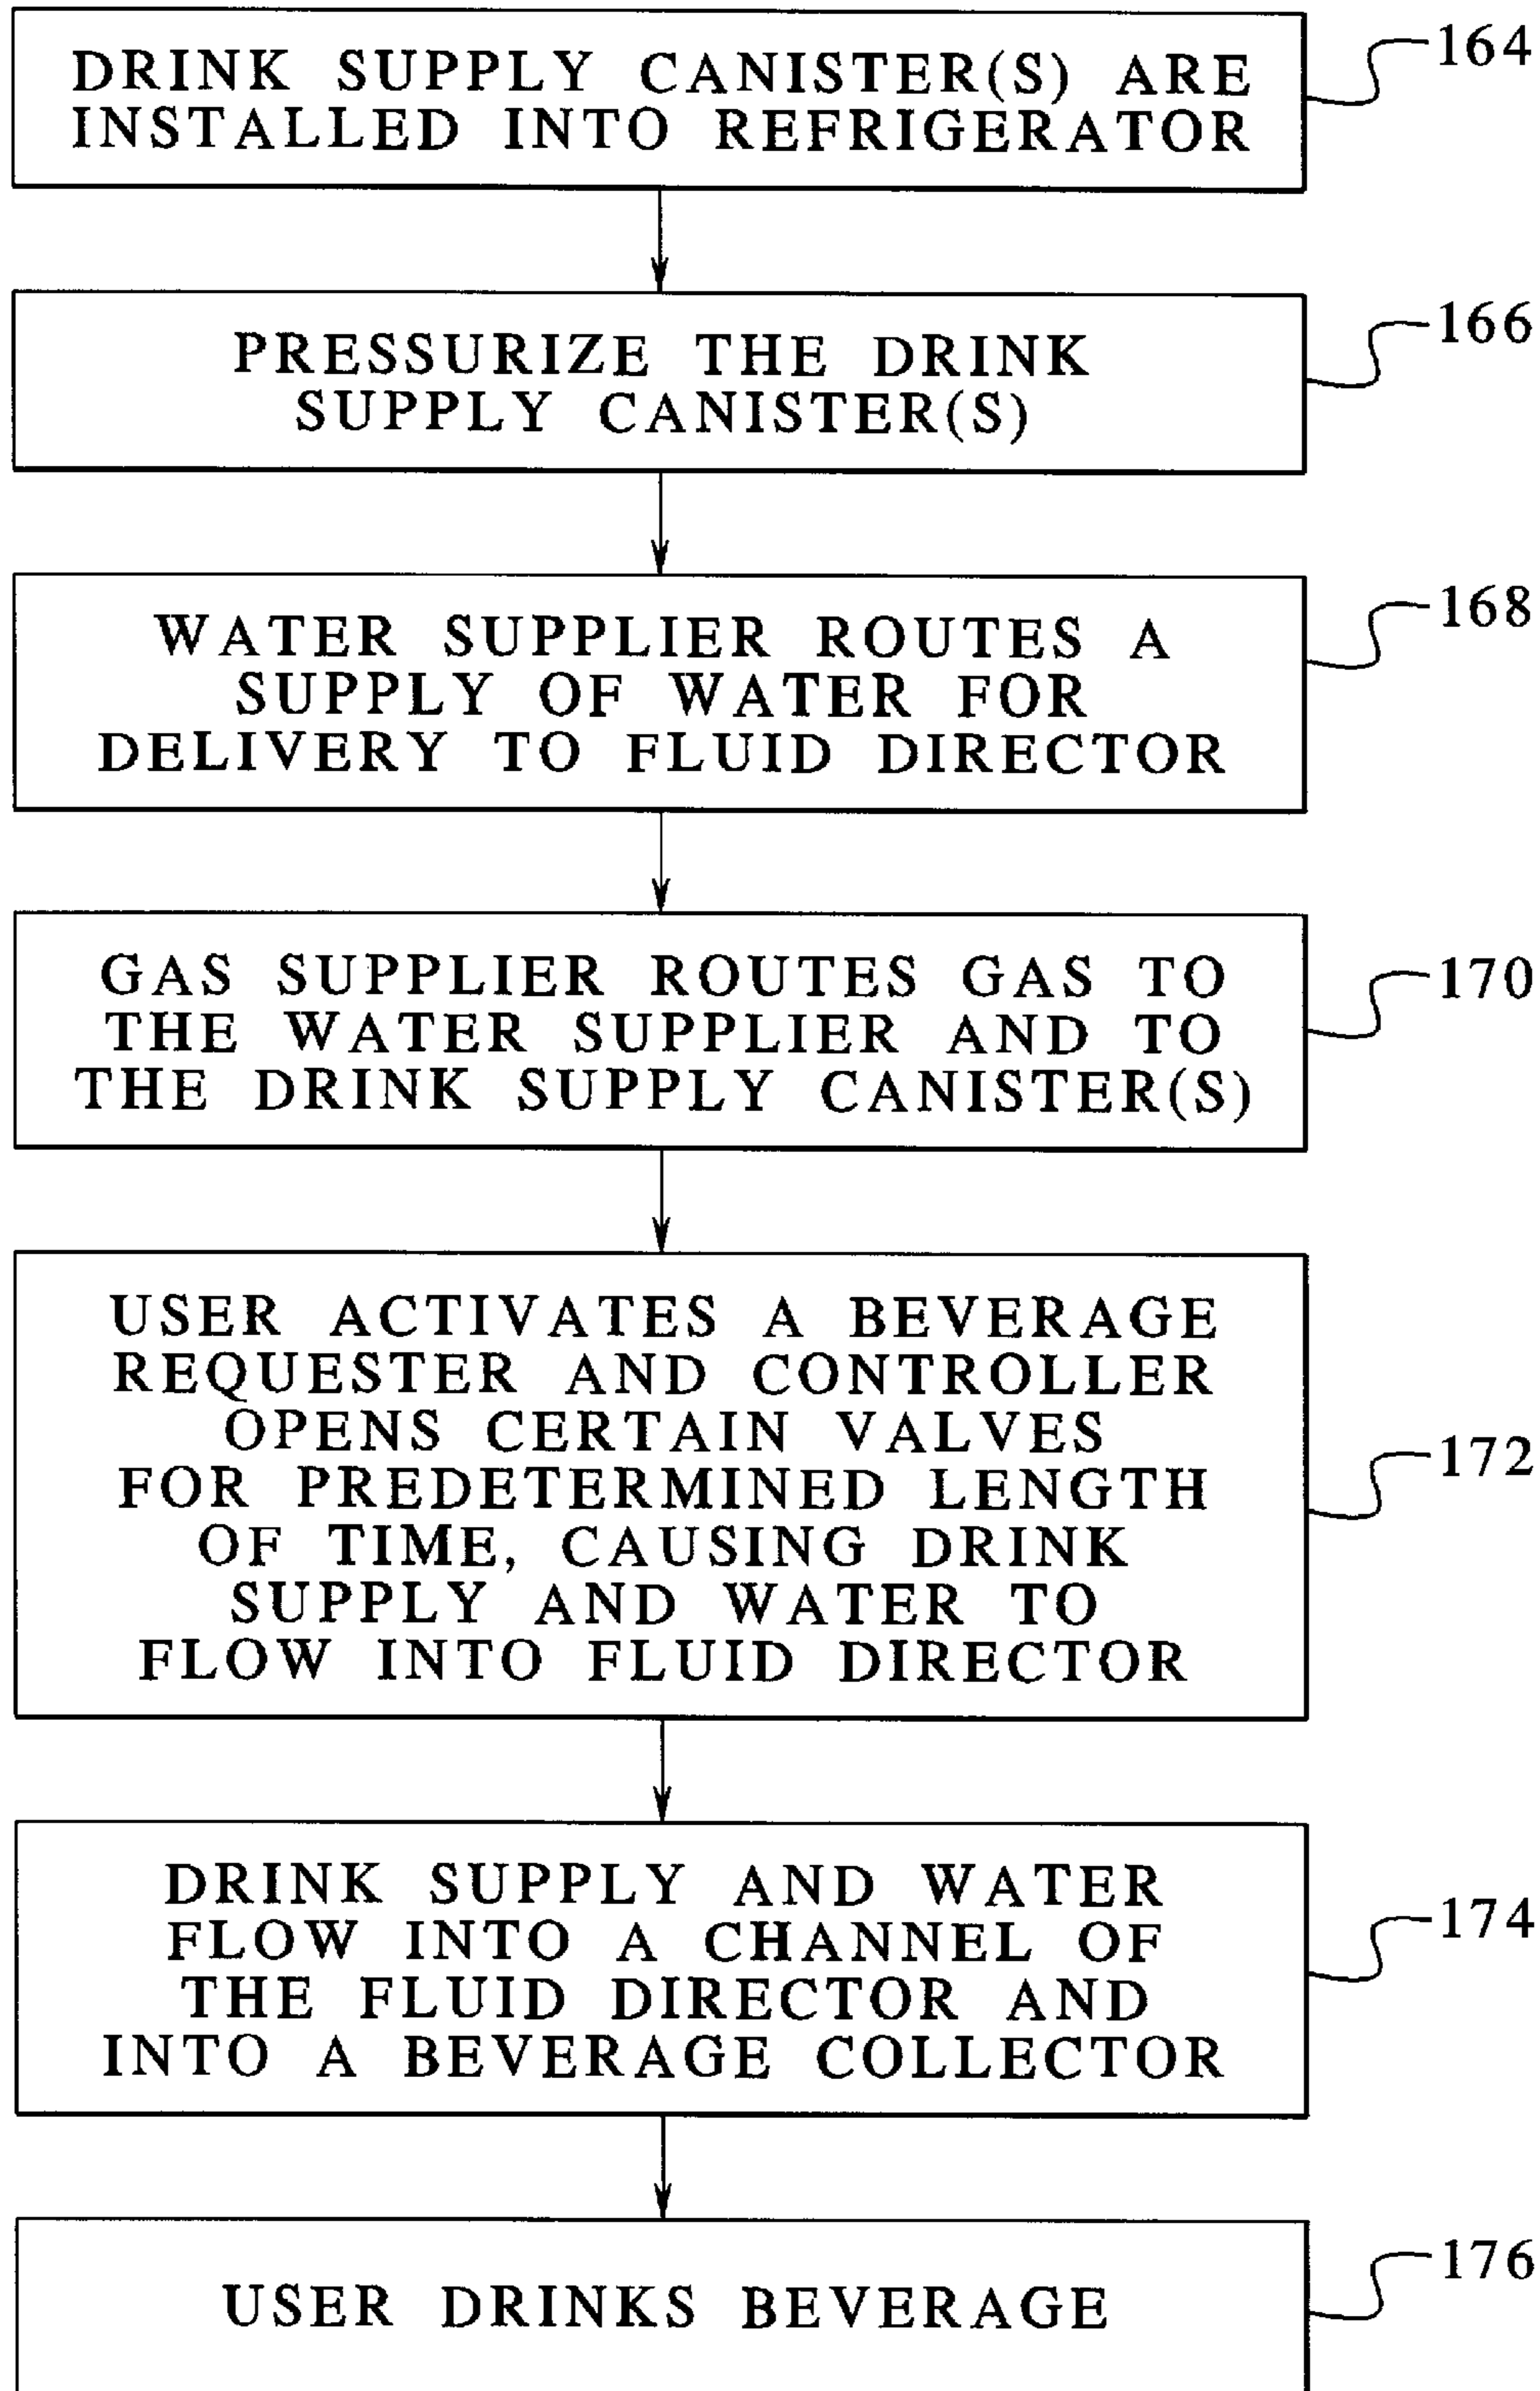 DRINK SUPPLY CANISTER(S) ARE
INSTALLED INTO REFRIGERATOR
164
PRESSURIZE THE DRINK
SUPPLY CANISTER(S)
166
WATER SUPPLIER ROUTES A
SUPPLY OF WATER FOR
DELIVERY TO FLUID DIRECTOR
168
GAS SUPPLIER ROUTES GAS TO
THE WATER SUPPLIER AND TO
THE DRINK SUPPLY CANISTER(S)
170
USER ACTIVATES A BEVERAGE
REQUESTER AND CONTROLLER
OPENS CERTAIN VALVES
FOR PREDETERMINED LENGTH
OF TIME, CAUSING DRINK
SUPPLY AND WATER TO
FLOW INTO FLUID DIRECTOR
172
DRINK SUPPLY AND WATER
FLOW INTO A CHANNEL OF
THE FLUID DIRECTOR AND
INTO A BEVERAGE COLLECTOR
174
USER DRINKS BEVERAGE
176